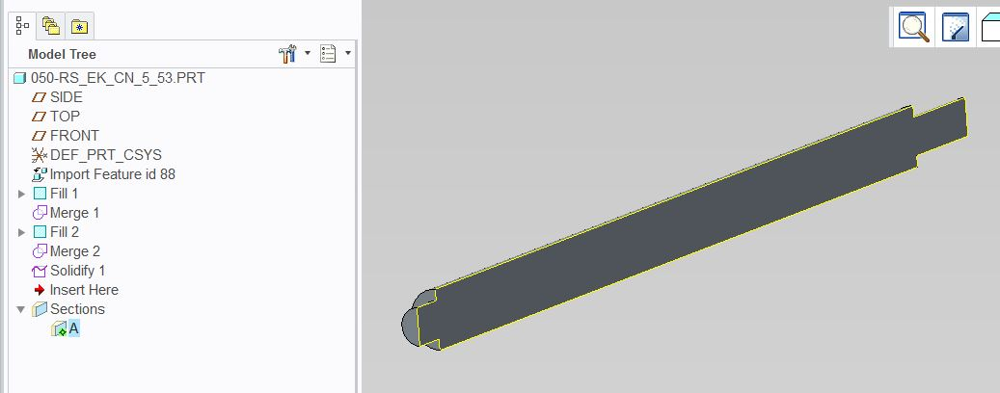 Model Tree
050-RS_EK_CN_5_53.PRT
SIDE
TOP
FRONT
DEF_PRT_CSYS
Import Feature id 88
Fill 1
Merge 1
Fill 2
Merge 2
Solidify 1
Insert Here
Sections
A